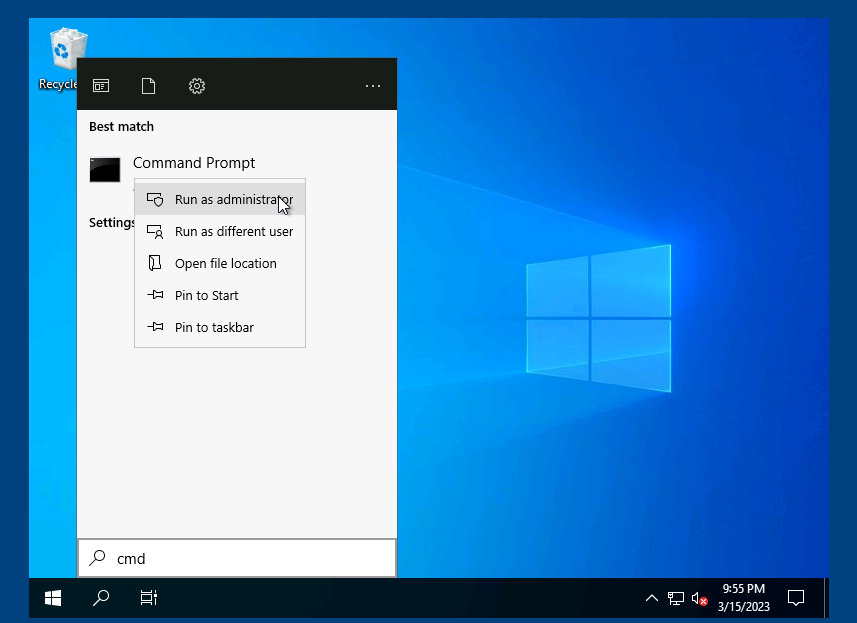 Recycle
Best match
Command Prompt
Run as administrator
Settings
Run as different user
Open file location
Pin to Start
Pin to taskbar
cmd
9:55 PM
3/15/2023